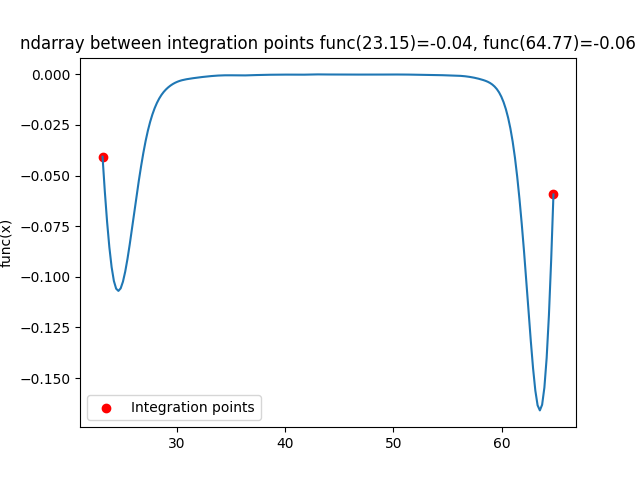 ndarray between integration points func(23.15)=-0.04, func(64.77)=-0.06
0.000
−0.025
−0.050
−0.075
−0.100
−0.125
−0.150
func(x)
Integration points
30 40 50 60